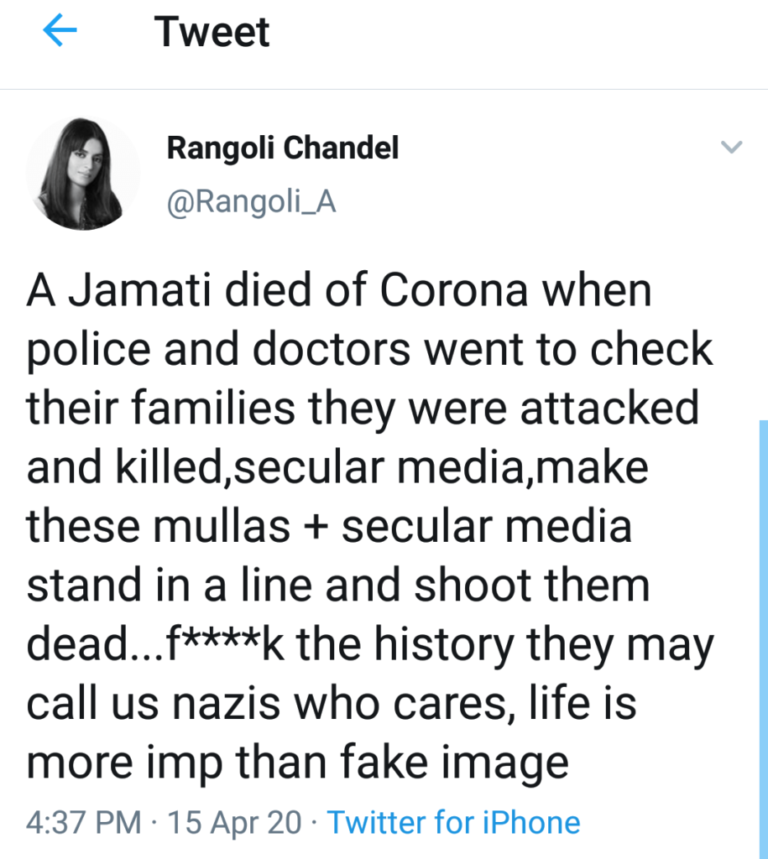 Tweet
Rangoli Chandel
@Rangoli_A
A Jamati died of Corona when
police and doctors went to check
their families they were attacked
and killed,secular media,make
these mullas + secular media
stand in a line and shoot them
dead...f****k the history they may
call us nazis who cares, life is
more imp than fake image
4:37 PM · 15 Apr 20 · Twitter for iPhone